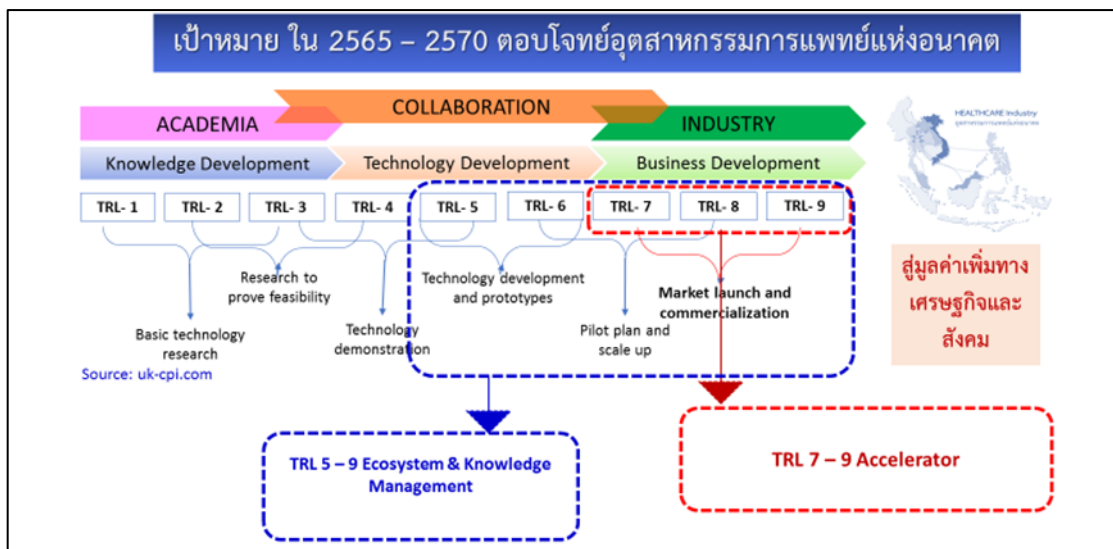 เป้าหมาย ใน 2565 – 2570 ตอบโจทย์อุตสาหกรรมการแพทย์แห่งอนาคต
COLLABORATION
ACADEMIA
INDUSTRY
HEALTHCARE Industry
Knowledge Development
Technology Development
Business Development
TRL- 1
TRL- 2
TRL- 3
TRL- 4
TRL- 5
TRL- 6
TRL- 7
TRL- 8
TRL- 9
Research to
prove feasibility
Technology development
and prototypes
Market launch and
commercialization
Basic technology
research
Technology
demonstration
Pilot plan and
scale up
สู่มูลค่าเพิ่มทาง
เศรษฐกิจและ
สังคม
Source: uk-cpi.com
TRL 5 – 9 Ecosystem & Knowledge
Management
TRL 7 – 9 Accelerator